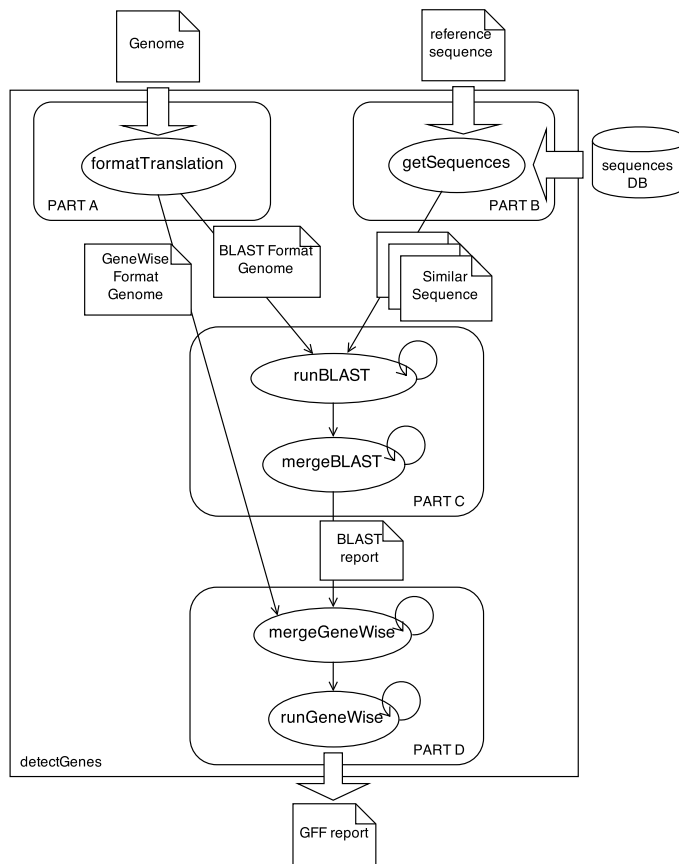 Genome
reference
sequence
formatTranslation
PART A
getSequences
PART B
sequences
DB
GeneWise
Format
Genome
BLAST Format
Genome
Similar
Sequence
runBLAST
mergeBLAST
PART C
BLAST
report
mergeGeneWise
runGeneWise
PART D
detectGenes
GFF report